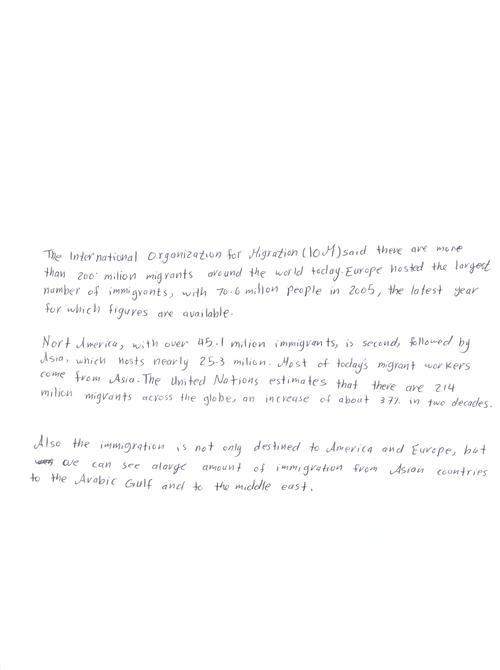 The International Organization for Migration (IOM) said there are more
than 200 milion migrants around the world today. Europe hosted the largest
number of immigrants, with 70.6 million people in 2005, the latest year
for which figures are available.
Nort America, with over 45.1 milion immigrants, is second, followed by
Asia, which hosts nearly 25.3 milion. Most of today's migrant workers
come from Asia. The United Nations estimates that there are 214
milion migrants across the globe, an increase of about 37% in two decades.
Also the immigration is not only destined to America and Europe, but
we can see alarge amount of immigration from Asian countries
to the Arabic Gulf and to the middle east.